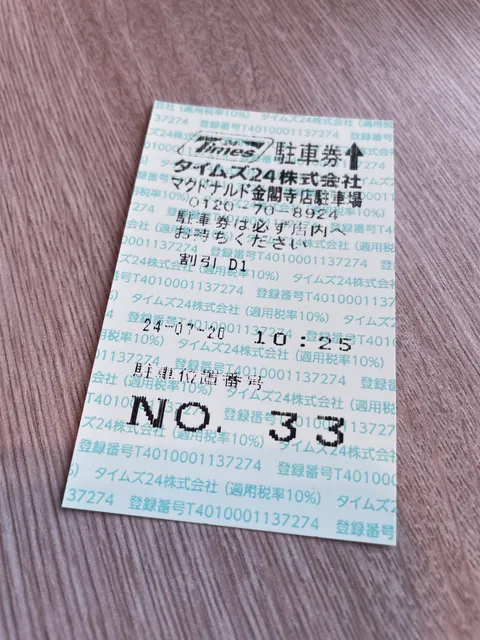 Times 駐車券↑
タイムズ24株式会社
マクドナルド金閣寺店駐車場
0120-70-8924
駐車券は必ず店内へ
お持ちください
割引 D1
24-07-20 10:25
駐車位置番号
NO. 33
タイムズ24株式会社（適用税率10%）
登録番号T4010001137274